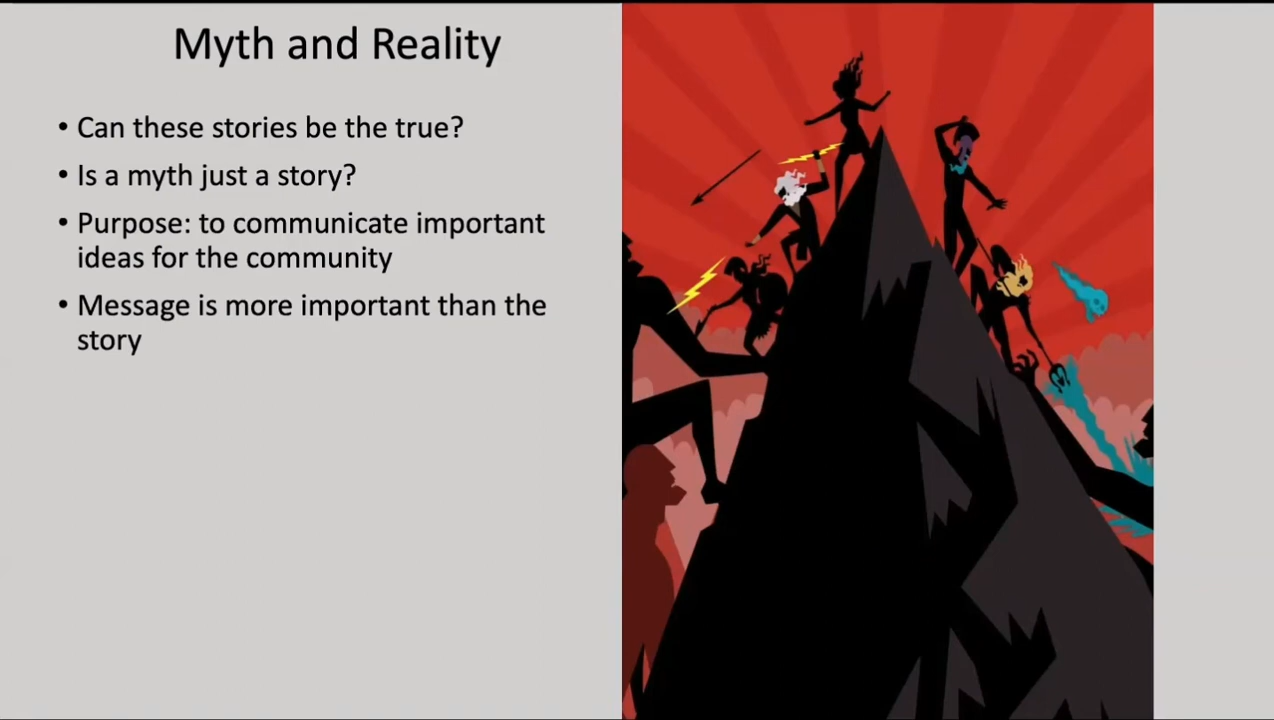 Myth and Reality
• Can these stories be the true?
• Is a myth just a story?
• Purpose: to communicate important
ideas for the community
• Message is more important than the
story